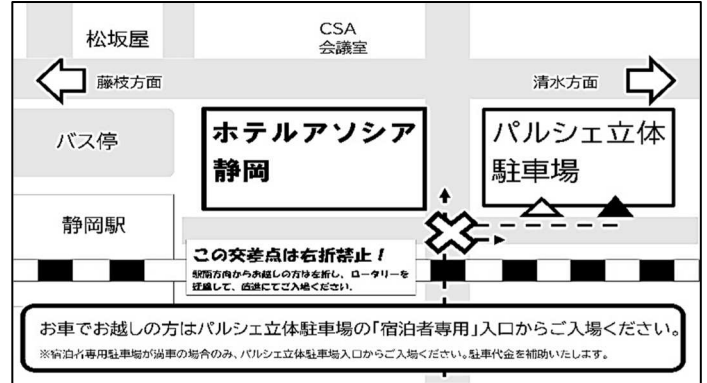 松坂屋
CSA
会議室
藤枝方面
清水方面
バス停
ホテルアソシア
静岡
パルシェ立体
駐車場
静岡駅
この交差点は右折禁止！
駅南方向からお越しの方は左折し、ロータリーを
経由して、直進にてご入場ください。
お車でお越しの方はパルシェ立体駐車場の「宿泊者専用」入口からご入場ください。
※宿泊者専用駐車場が満車の場合のみ、パルシェ立体駐車場入口からご入場ください。駐車代金を補助いたします。